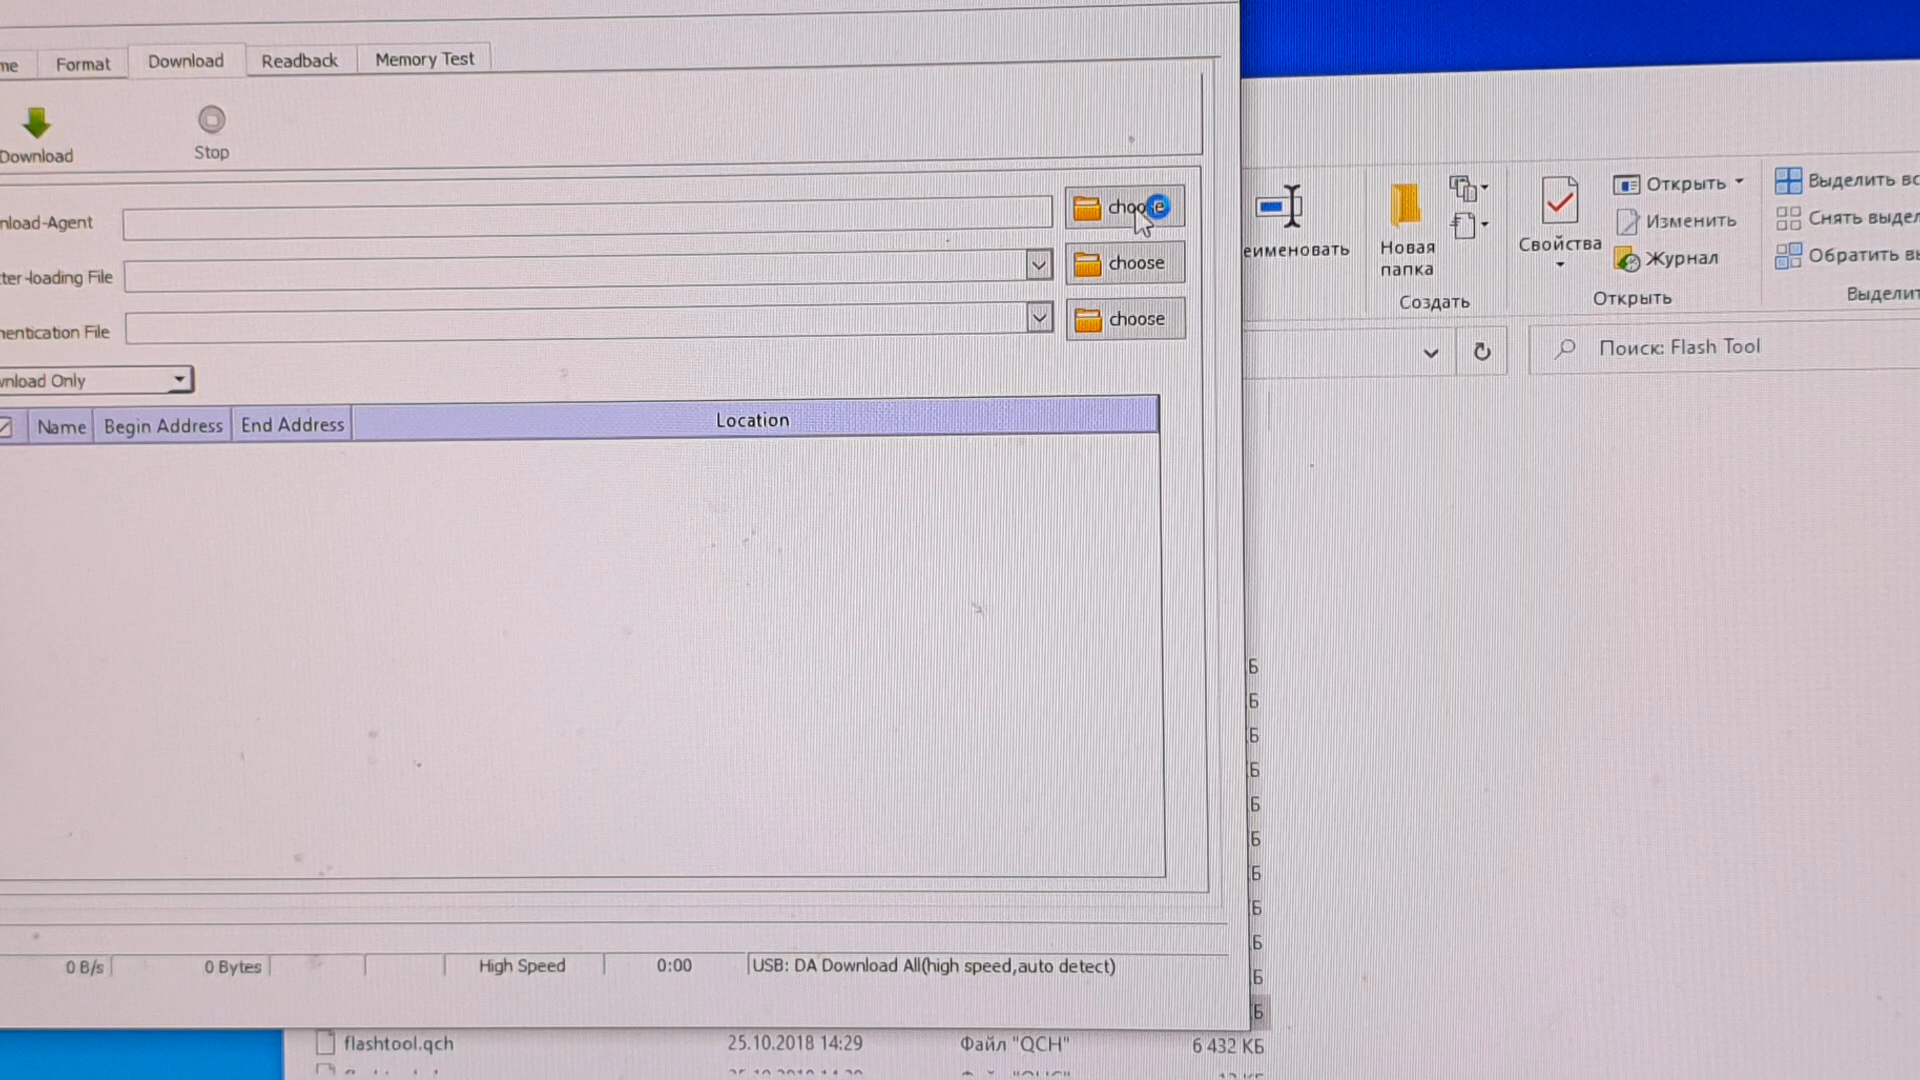 me Format Download Readback Memory Test
Download Stop
nload-Agent choose
ter-loading File choose
hentication File choose
wnload Only
Name Begin Address End Address Location
0 B/s 0 Bytes High Speed 0:00 USB: DA Download All(high speed,auto detect)
еименовать
Новая папка
Создать
Свойства
Открыть
Изменить
Журнал
Открыть
Выделить вс
Снять выдел
Обратить вы
Выделит
Поиск: Flash Tool
Б
Б
Б
Б
Б
Б
Б
Б
Б
Б
Б
flashtool.qch 25.10.2018 14:29 Файл "QCH" 6 432 КБ